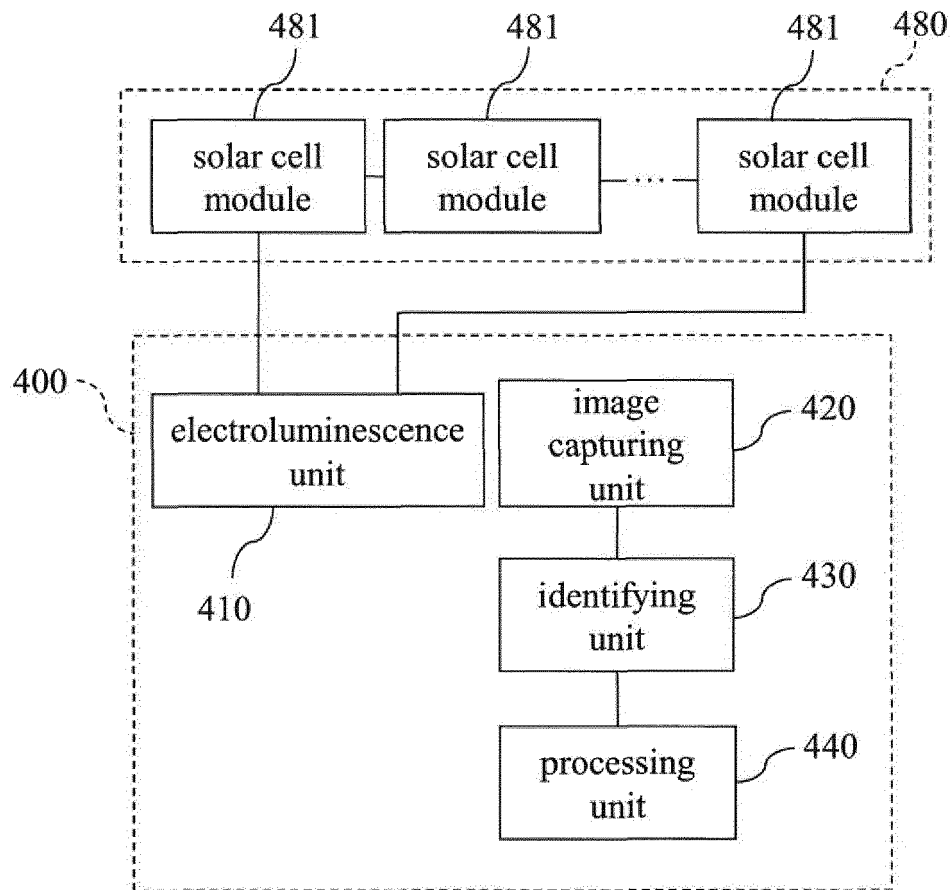 481
481
481
480
solar cell
module
solar cell
module
...
solar cell
module
400
electroluminescence
unit
410
image
capturing
unit
420
identifying
unit
430
processing
unit
440